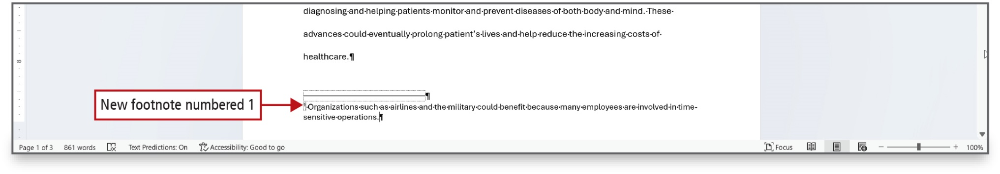 diagnosing·and·helping·patients·monitor·and·prevent·diseases·of·both·body·and·mind.·These·
advances·could·eventually·prolong·patient’s·lives·and·help·reduce·the·increasing·costs·of·
healthcare.¶
8
¶
New footnote numbered 1
1·Organizations·such·as·airlines·and·the·military·could·benefit·because·many·employees·are·involved·in·time-
sensitive·operations.¶
Page 1 of 3 861 words Text Predictions: On Accessibility: Good to go Focus 100%